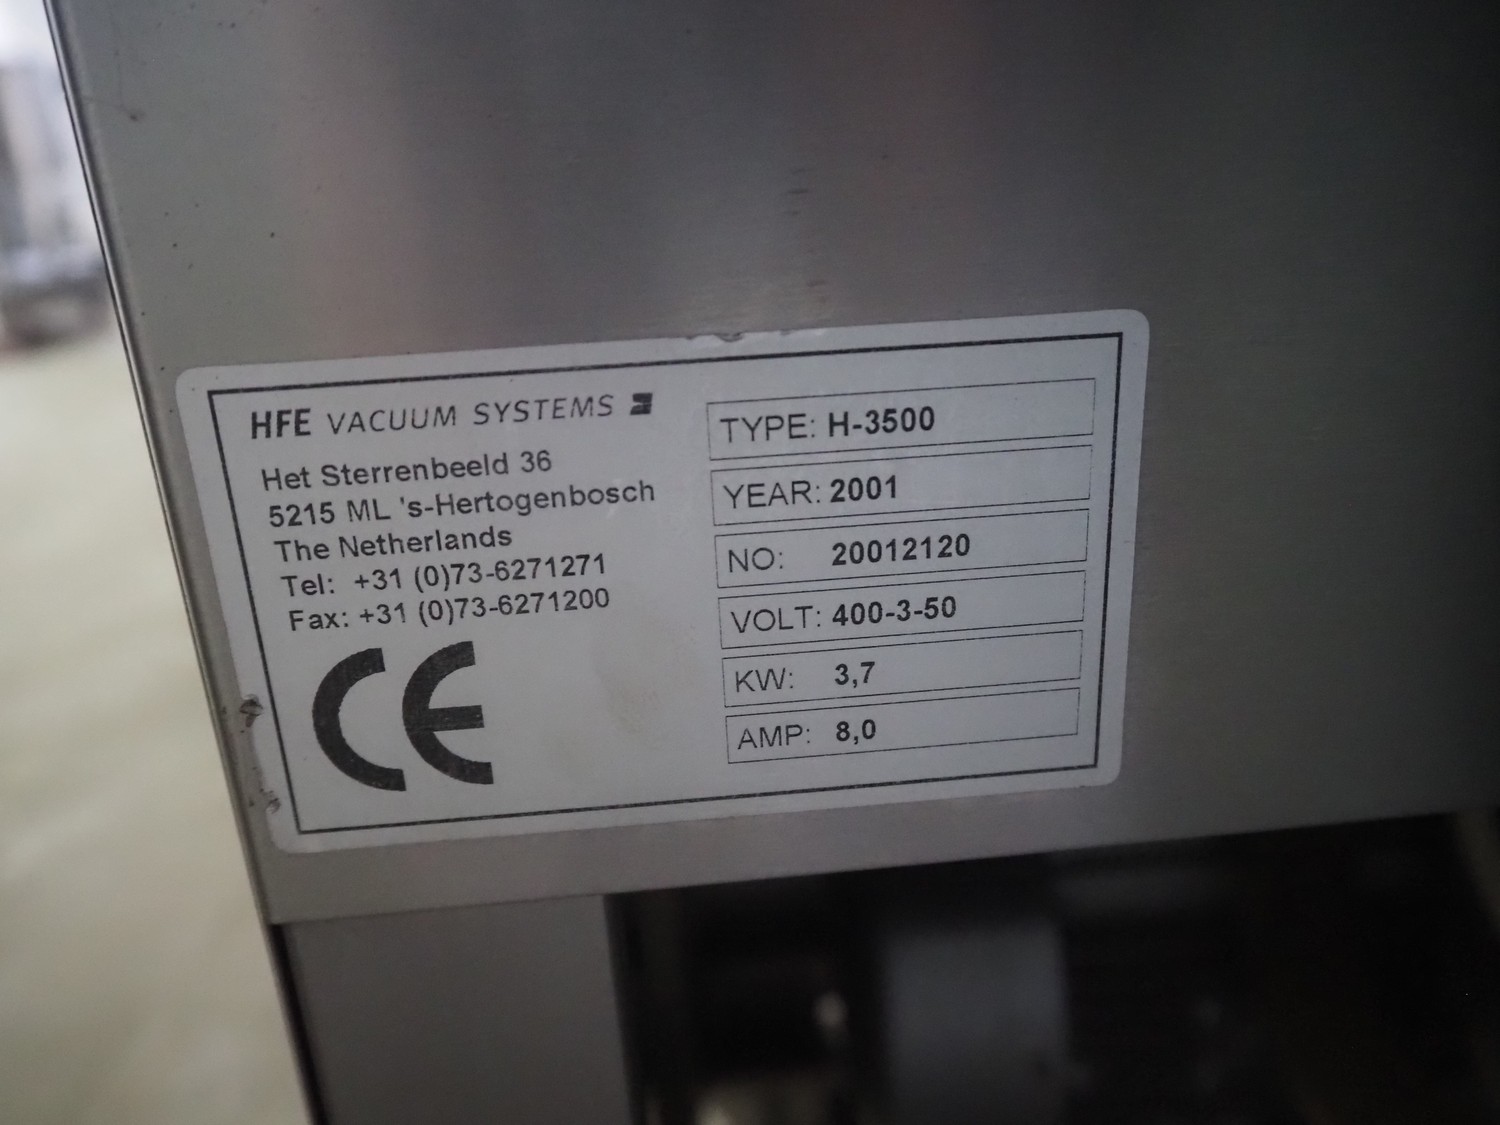 HFE VACUUM SYSTEMS
Het Sterrenbeeld 36
5215 ML 's-Hertogenbosch
The Netherlands
Tel: +31 (0)73-6271271
Fax: +31 (0)73-6271200
CE
TYPE: H-3500
YEAR: 2001
NO: 20012120
VOLT: 400-3-50
KW: 3,7
AMP: 8,0